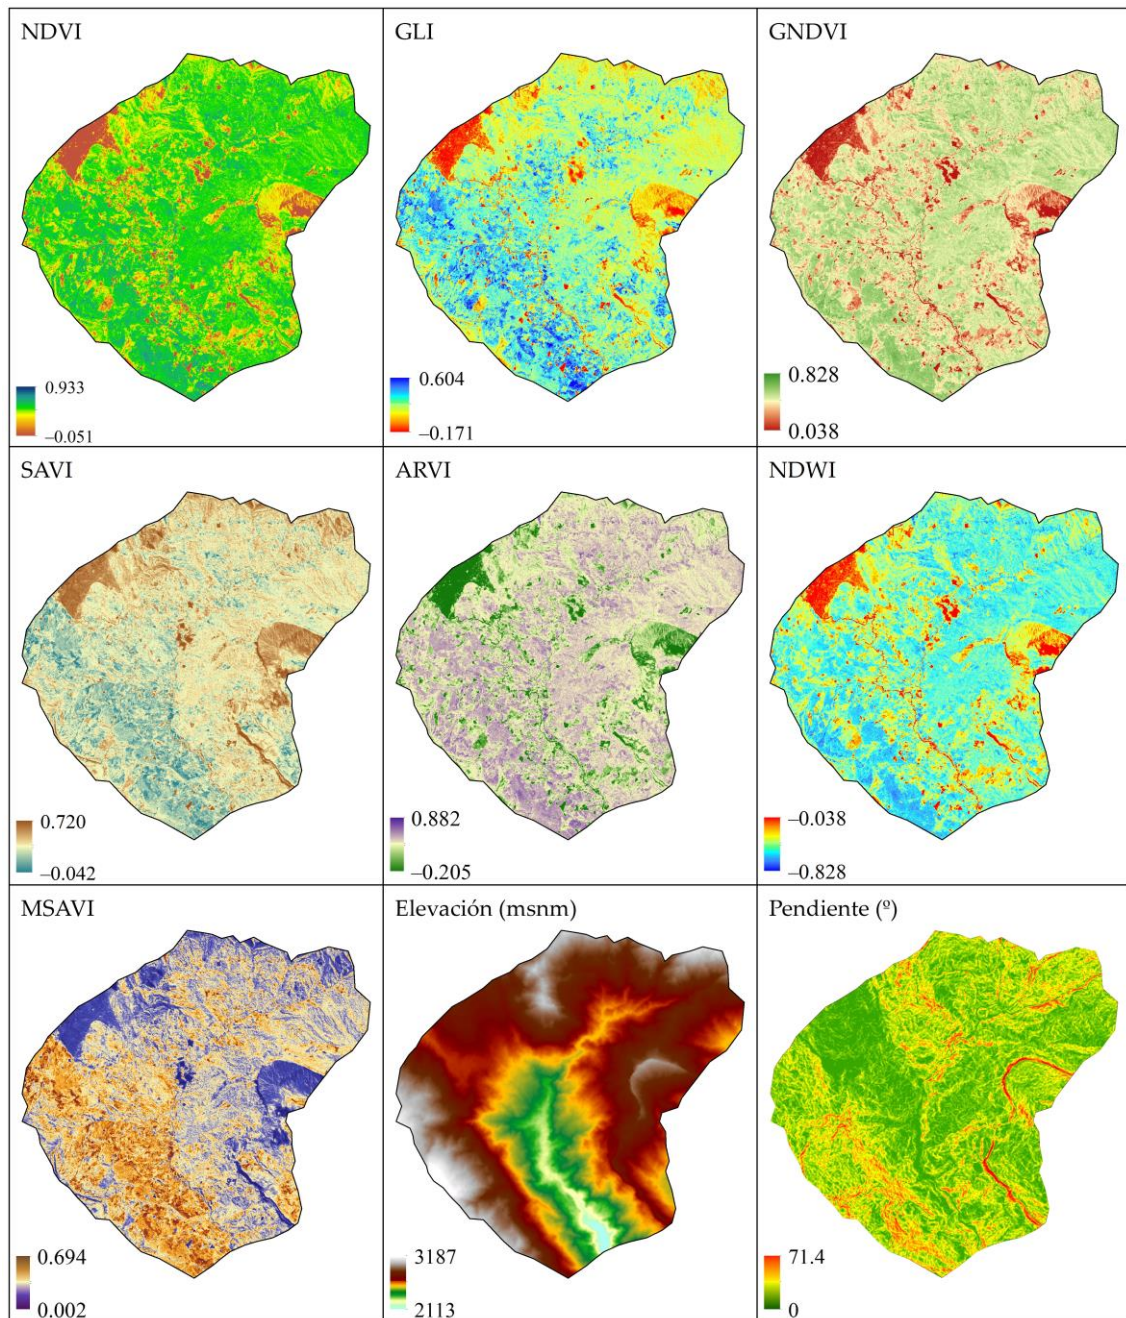 NDVI
0.933
–0.051
GLI
0.604
–0.171
GNDVI
0.828
0.038
SAVI
0.720
–0.042
ARVI
0.882
–0.205
NDWI
–0.038
–0.828
MSAVI
0.694
0.002
Elevación (msnm)
3187
2113
Pendiente (º)
71.4
0